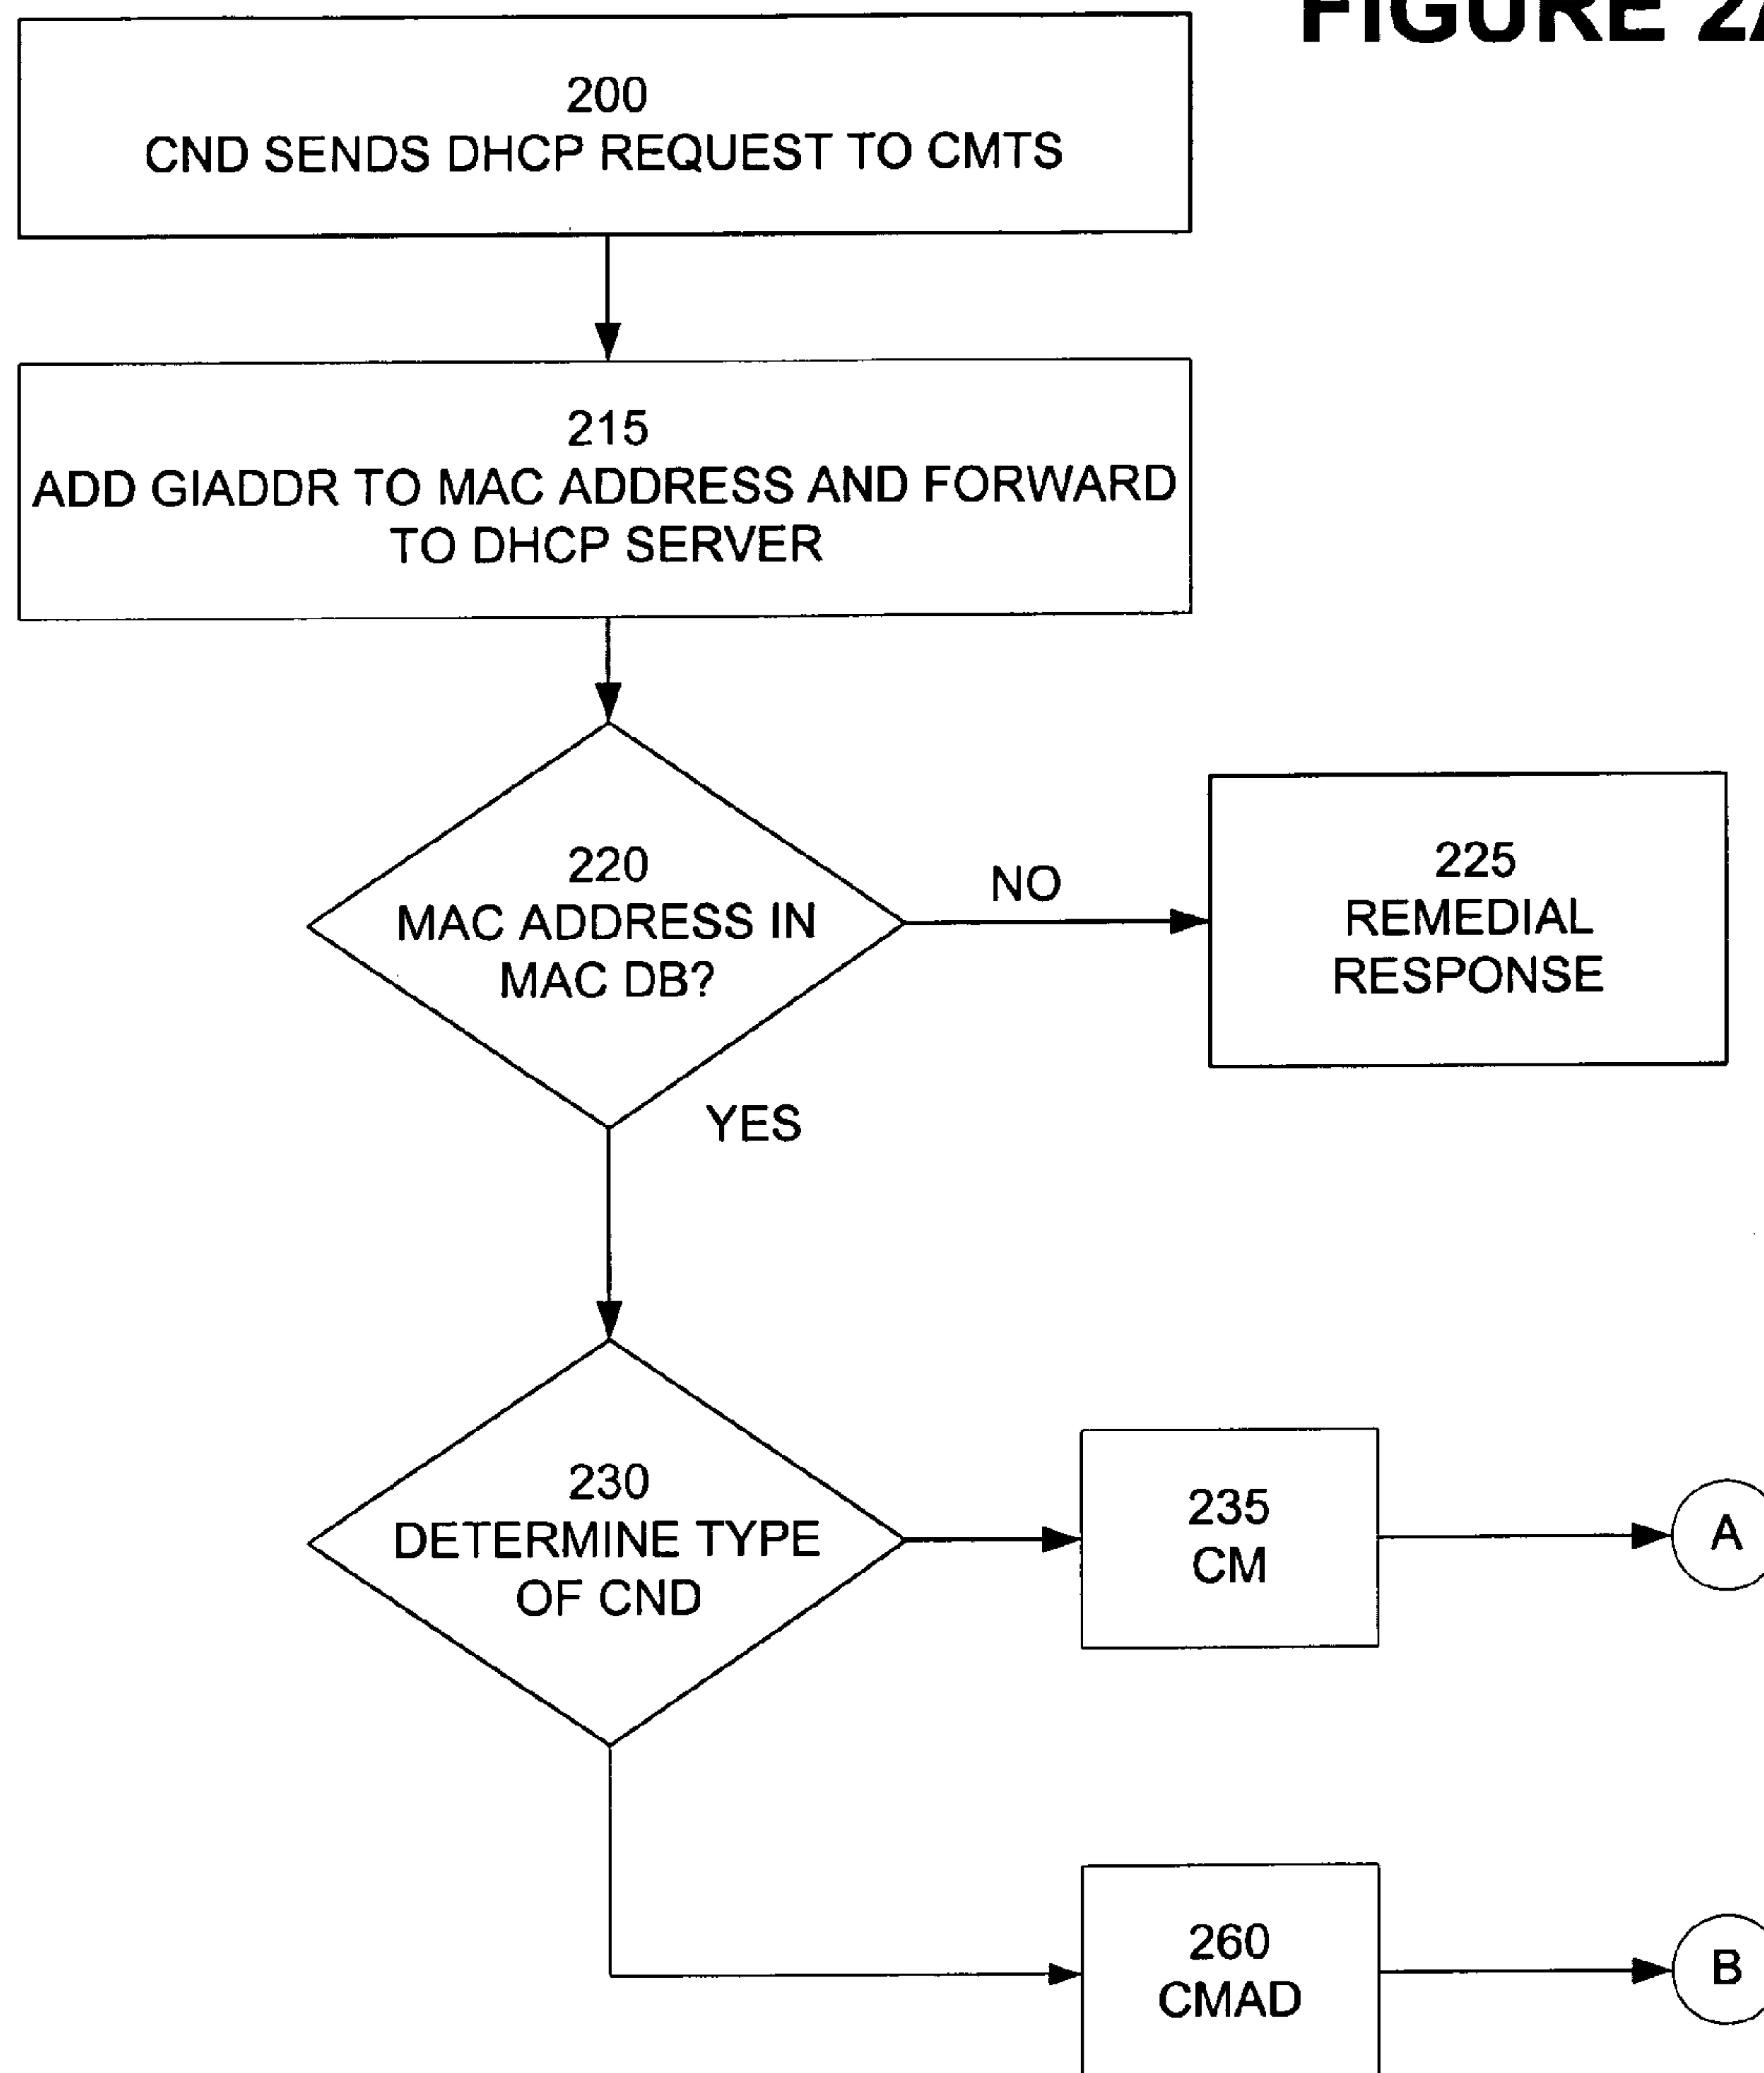 FIGURE 2A
200
CND SENDS DHCP REQUEST TO CMTS
215
ADD GIADDR TO MAC ADDRESS AND FORWARD
TO DHCP SERVER
220
MAC ADDRESS IN
MAC DB?
NO
225
REMEDIAL
RESPONSE
YES
230
DETERMINE TYPE
OF CND
235
CM
A
260
CMAD
B